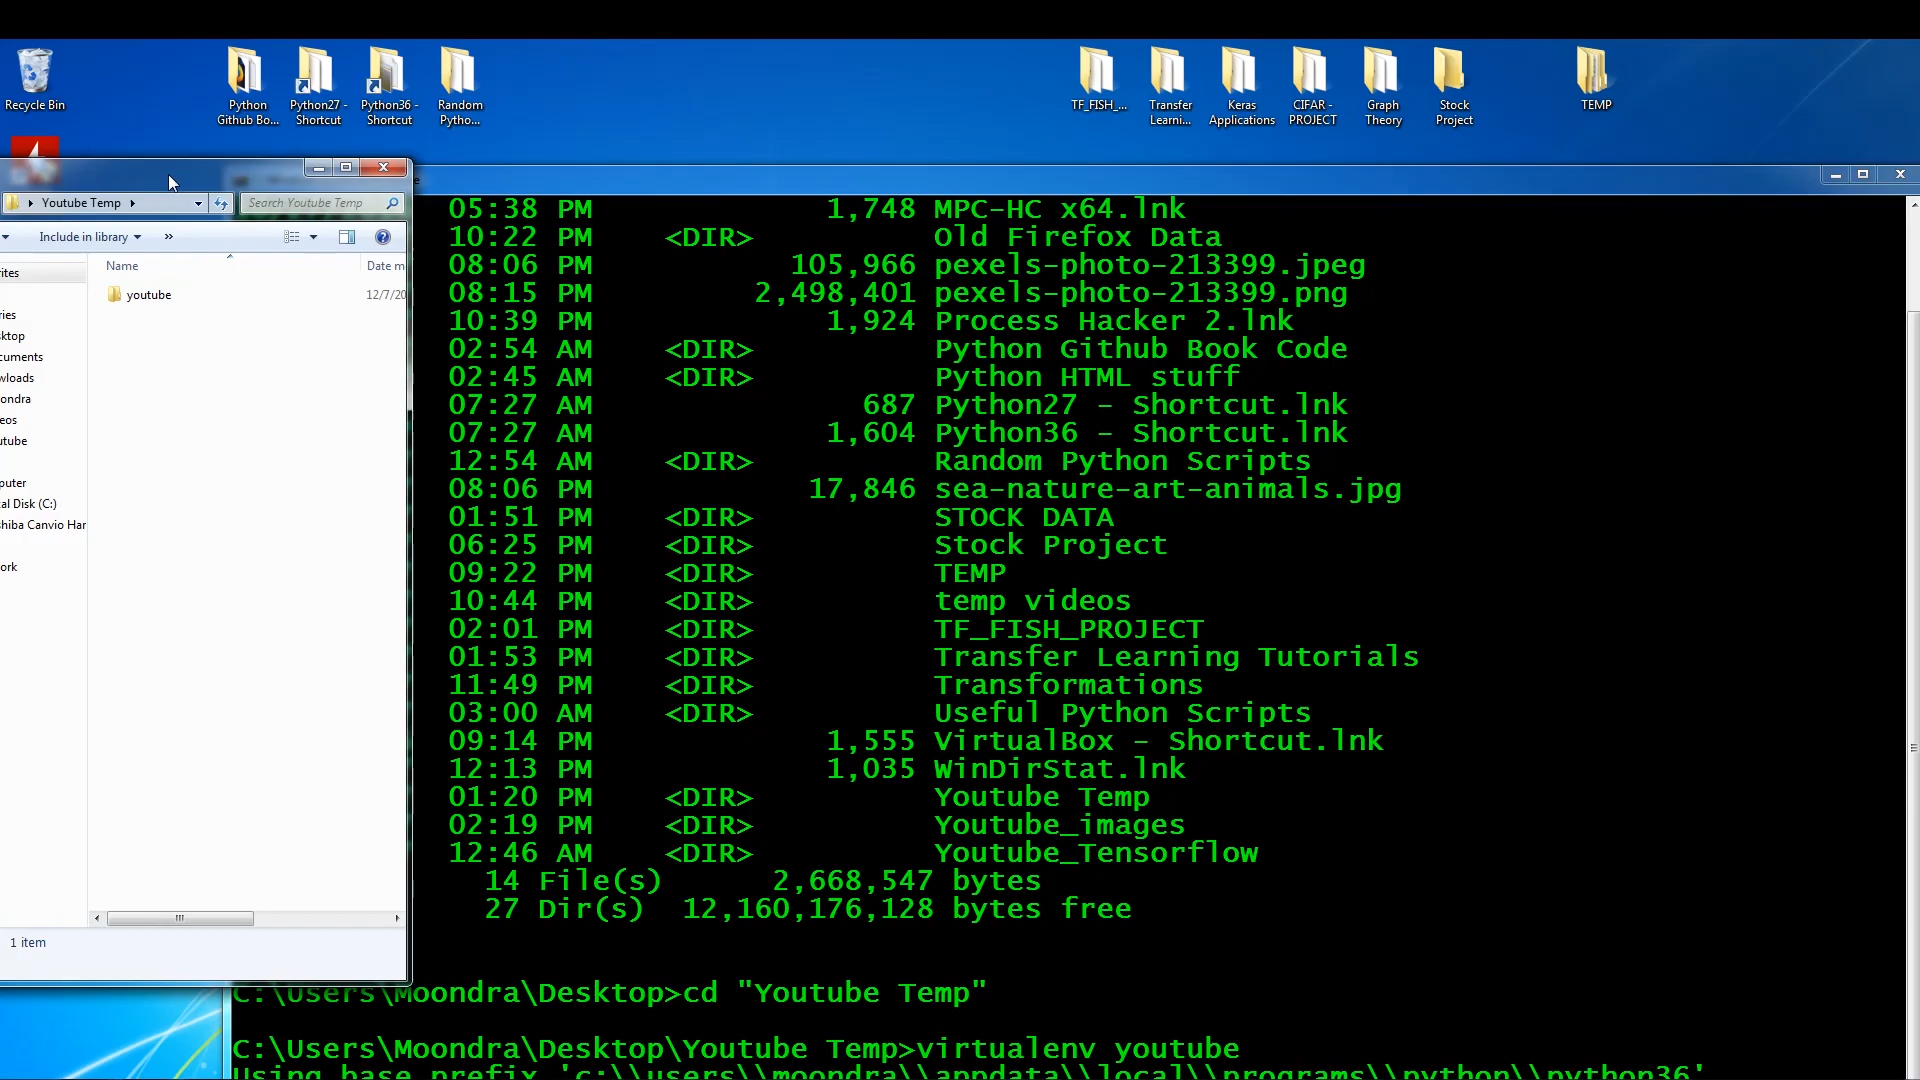 Recycle Bin
Python Github Bo...
Python27 - Shortcut
Python36 - Shortcut
Random Pytho...
TF_FISH_...
Transfer Learni...
Keras Applications
CIFAR - PROJECT
Graph Theory
Stock Project
TEMP
Youtube Temp
Search Youtube Temp
Include in library
»
Name
Date m
youtube
12/7/20
rites
ries
sktop
cuments
wloads
ondra
eos
utube
puter
al Disk (C:)
shiba Canvio Har
ork
1 item
05:38 PM 1,748 MPC-HC x64.lnk
10:22 PM <DIR> Old Firefox Data
08:06 PM 105,966 pexels-photo-213399.jpeg
08:15 PM 2,498,401 pexels-photo-213399.png
10:39 PM 1,924 Process Hacker 2.lnk
02:54 AM <DIR> Python Github Book Code
02:45 AM <DIR> Python HTML stuff
07:27 AM 687 Python27 - Shortcut.lnk
07:27 AM 1,604 Python36 - Shortcut.lnk
12:54 AM <DIR> Random Python Scripts
08:06 PM 17,846 sea-nature-art-animals.jpg
01:51 PM <DIR> STOCK DATA
06:25 PM <DIR> Stock Project
09:22 PM <DIR> TEMP
10:44 PM <DIR> temp videos
02:01 PM <DIR> TF_FISH_PROJECT
01:53 PM <DIR> Transfer Learning Tutorials
11:49 PM <DIR> Transformations
03:00 AM <DIR> Useful Python Scripts
09:14 PM 1,555 VirtualBox - Shortcut.lnk
12:13 PM 1,035 WinDirStat.lnk
01:20 PM <DIR> Youtube Temp
02:19 PM <DIR> Youtube_images
12:46 AM <DIR> Youtube_Tensorflow
14 File(s) 2,668,547 bytes
27 Dir(s) 12,160,176,128 bytes free
C:\Users\Moondra\Desktop>cd "Youtube Temp"
C:\Users\Moondra\Desktop\Youtube Temp>virtualenv youtube
Using base prefix 'c:\\users\\moondra\\appdata\\local\\programs\\python\\python36'